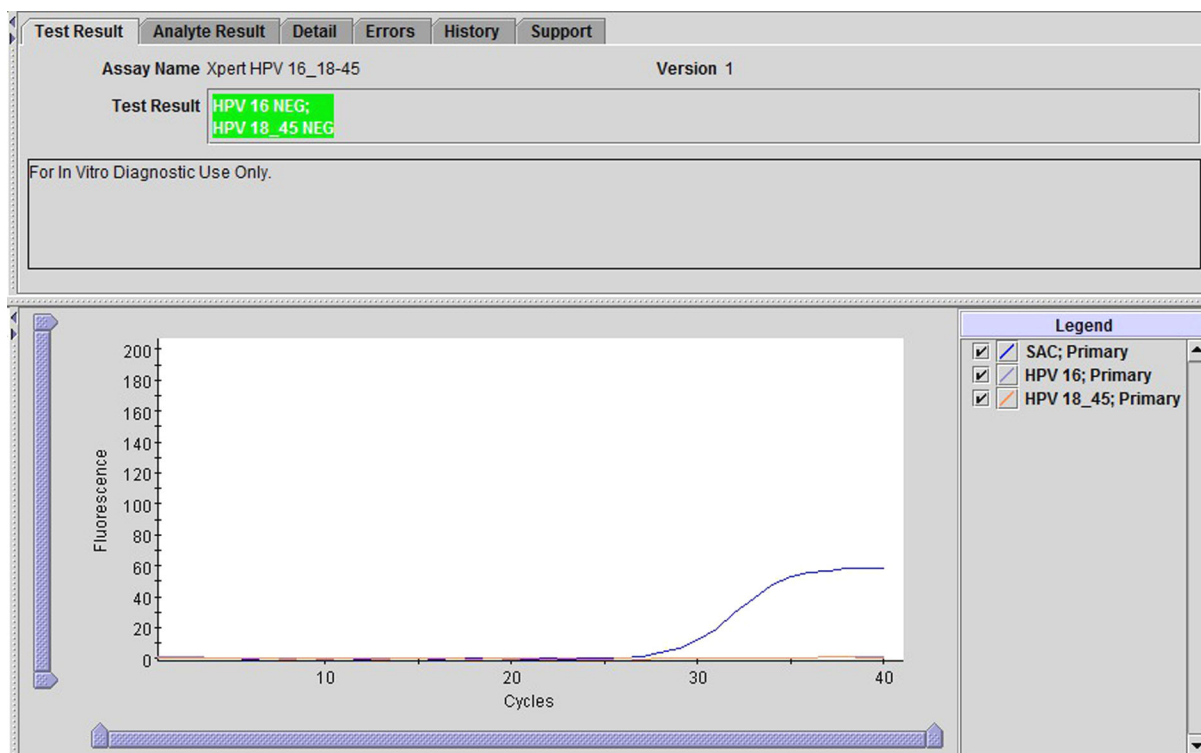 Test Result Analyte Result Detail Errors History Support
Assay Name Xpert HPV 16_18-45 Version 1
Test Result HPV 16 NEG;
HPV 18_45 NEG
For In Vitro Diagnostic Use Only.
Legend
SAC; Primary
HPV 16; Primary
HPV 18_45; Primary
200
180
160
140
120
100
80
60
40
20
0
Fluorescence
10 20 30 40
Cycles